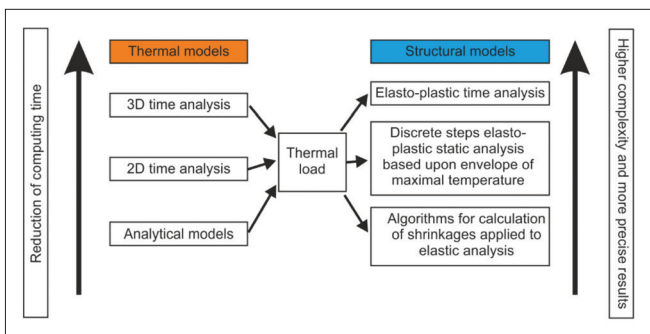 Reduction of computing time
Thermal models
3D time analysis
2D time analysis
Analytical models
Thermal
load
Structural models
Elasto-plastic time analysis
Discrete steps elasto-
plastic static analysis
based upon envelope of
maximal temperature
Algorithms for calculation
of shrinkages applied to
elastic analysis
Higher complexity and more precise results